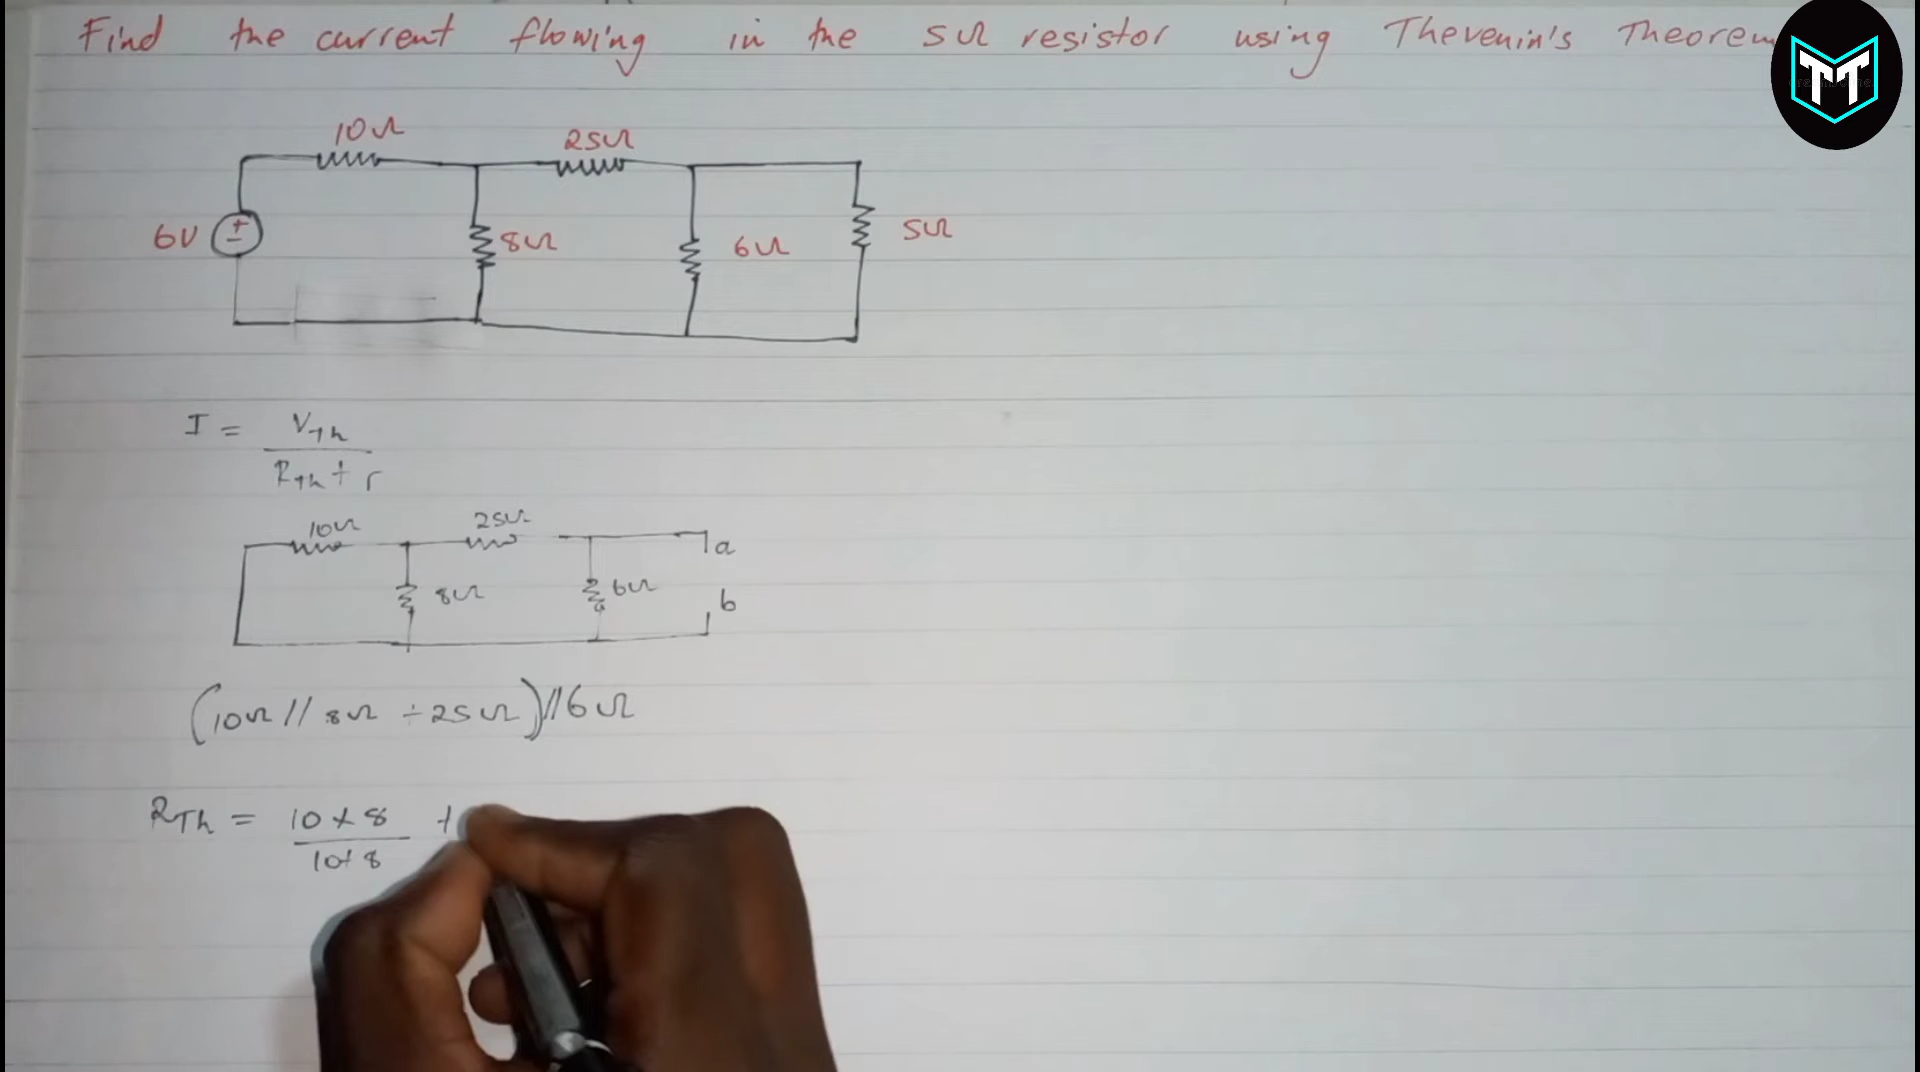 Find the current flowing in the 5Ω resistor using Thevenin's Theorem
10Ω
25Ω
6V
+
-
8Ω
6Ω
5Ω
I = VTh
RTh + r
10Ω
25Ω
a
8Ω
6Ω
b
(10Ω // 8Ω ÷ 25Ω) // 6Ω
RTh = 10 × 8 +
10 + 8
TT